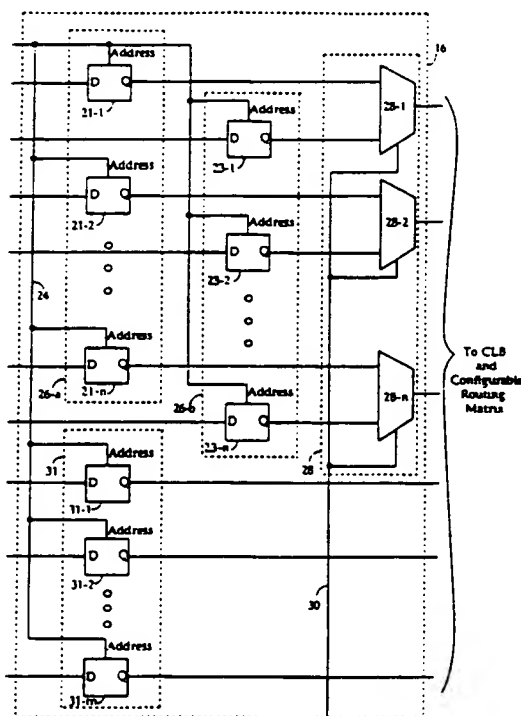 16
Address
D
Q
21-1
28-1
Address
D
Q
23-1
Address
D
Q
21-2
28-2
Address
D
Q
23-2
24
To CLB
and
Configurable
Routing
Matrix
Address
D
Q
21-n
26-a
28-n
Address
D
Q
23-n
26-b
28
Address
31
D
Q
31-1
Address
D
Q
31-2
30
Address
D
Q
31-m